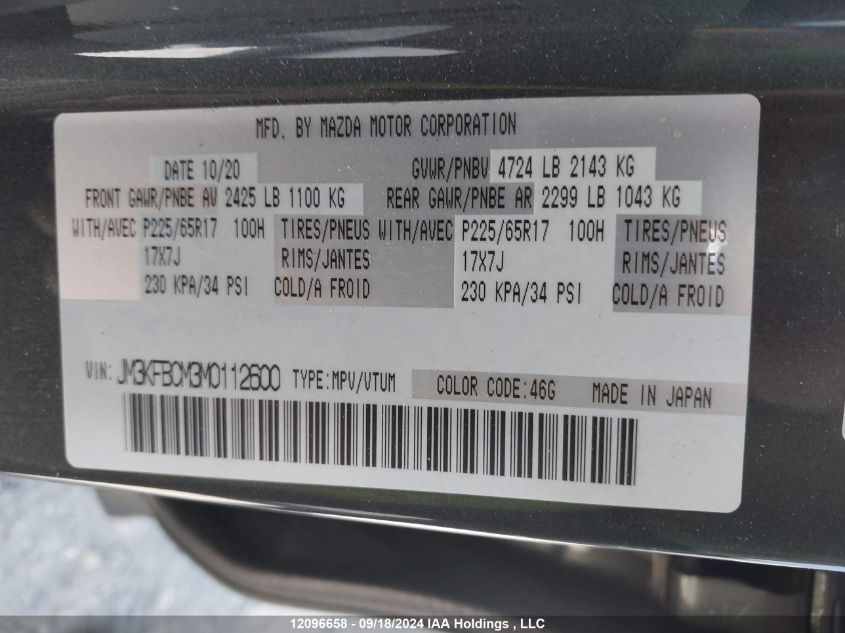 MFD. BY MAZDA MOTOR CORPORATION
DATE 10/20 GVWR/PNBV 4724 LB 2143 KG
FRONT GAWR/PNBE AV 2425 LB 1100 KG REAR GAWR/PNBE AR 2299 LB 1043 KG
WITH/AVEC P225/65R17 100H TIRES/PNEUS WITH/AVEC P225/65R17 100H TIRES/PNEUS
17X7J RIMS/JANTES 17X7J RIMS/JANTES
230 KPA/34 PSI COLD/A FROID 230 KPA/34 PSI COLD/A FROID
VIN: JM3KFBCM3M0112600 TYPE:MPV/VTUM COLOR CODE:46G MADE IN JAPAN
12096658 - 09/18/2024 IAA Holdings , LLC